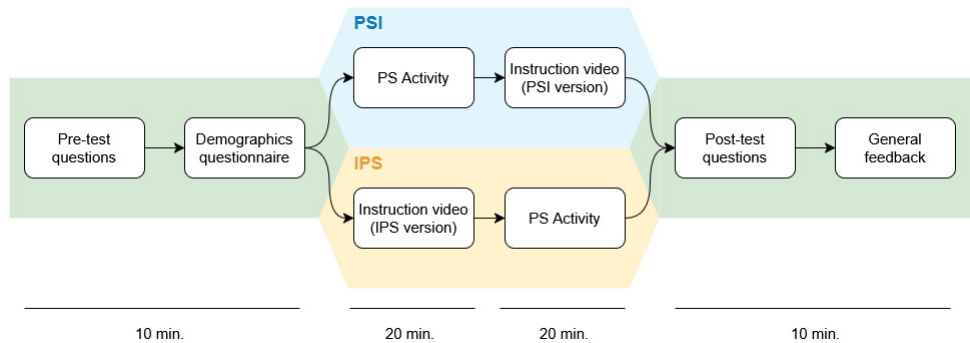 PSI
PS Activity
Instruction video
(PSI version)
Pre-test
questions
Demographics
questionnaire
Post-test
questions
General
feedback
IPS
Instruction video
(IPS version)
PS Activity
10 min.
20 min.
20 min.
10 min.